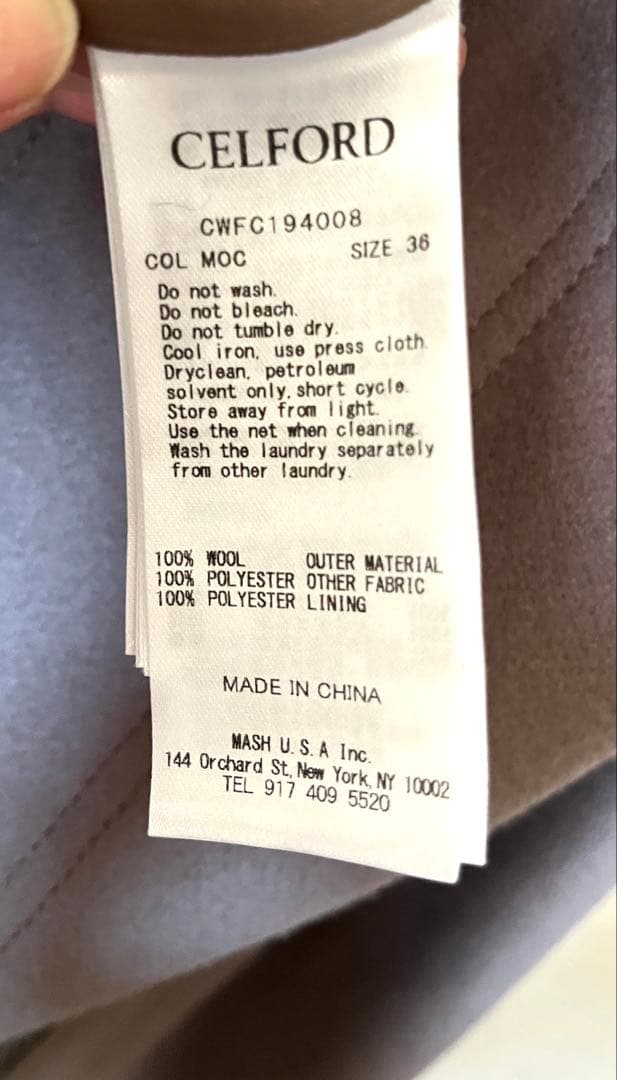 CELFORD
CWFC194008
COL MOC SIZE 36
Do not wash.
Do not bleach.
Do not tumble dry.
Cool iron, use press cloth.
Dryclean, petroleum
solvent only, short cycle.
Store away from light.
Use the net when cleaning.
Wash the laundry separately
from other laundry.
100% WOOL OUTER MATERIAL
100% POLYESTER OTHER FABRIC
100% POLYESTER LINING
MADE IN CHINA
MASH U.S.A Inc.
144 Orchard St, New York, NY 10002
TEL 917 409 5520